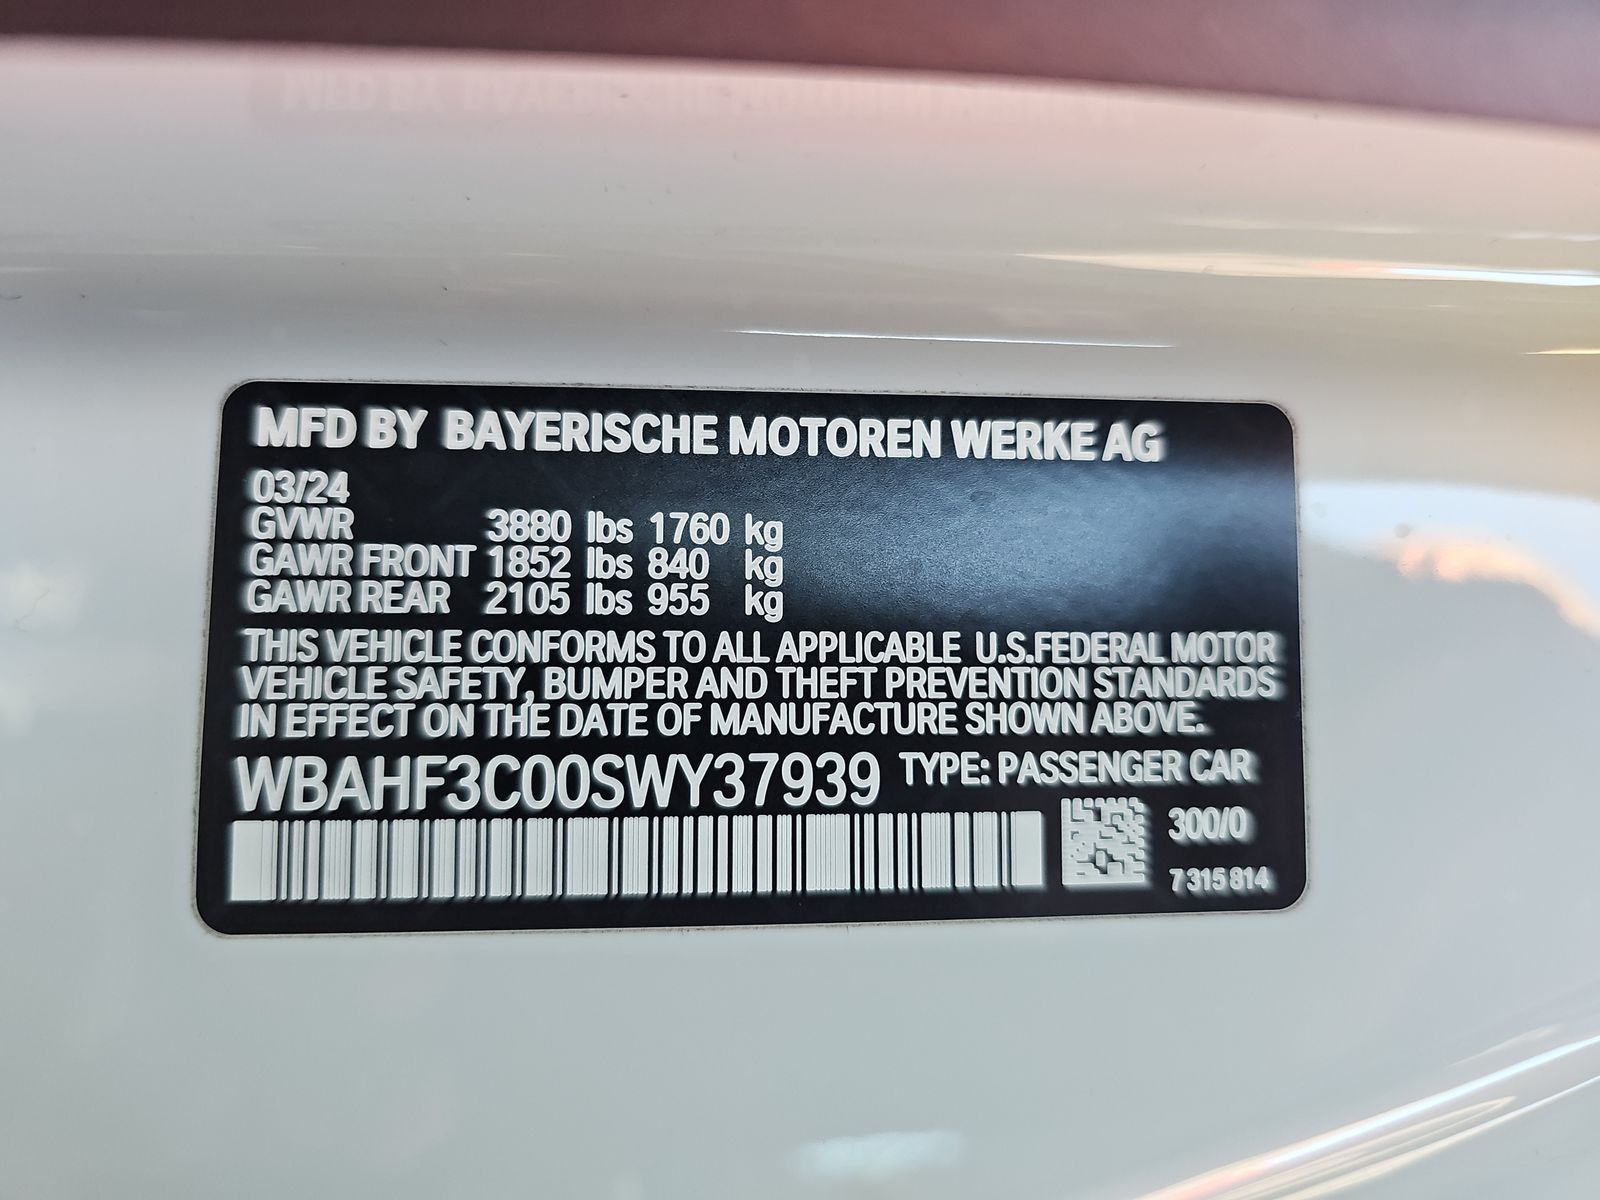 MFD BY BAYERISCHE MOTOREN WERKE AG
03/24
GVWR 3880 lbs 1760 kg
GAWR FRONT 1852 lbs 840 kg
GAWR REAR 2105 lbs 955 kg
THIS VEHICLE CONFORMS TO ALL APPLICABLE U.S.FEDERAL MOTOR
VEHICLE SAFETY, BUMPER AND THEFT PREVENTION STANDARDS
IN EFFECT ON THE DATE OF MANUFACTURE SHOWN ABOVE.
WBAHF3C00SWY37939 TYPE: PASSENGER CAR
300/0
7 315 814